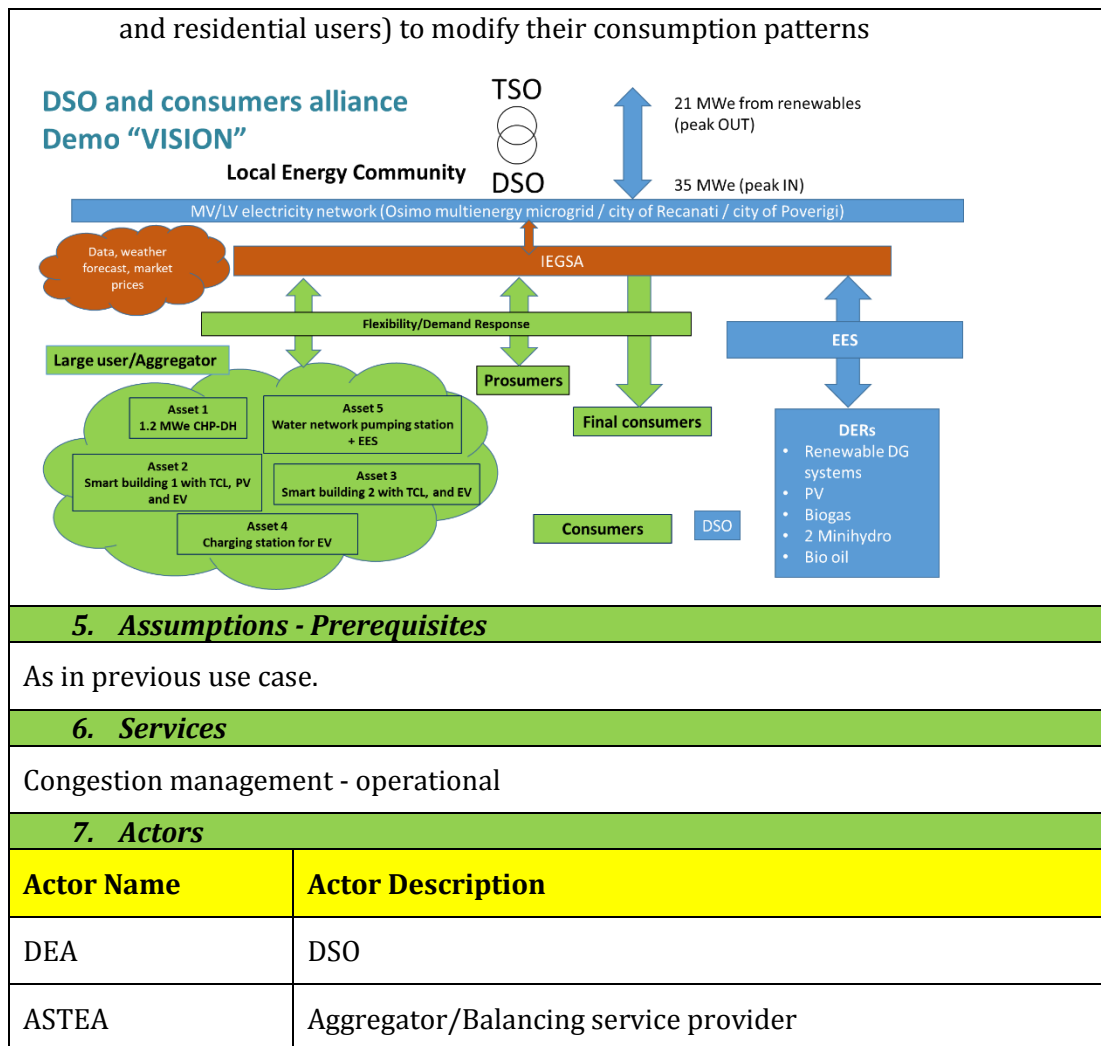 and residential users) to modify their consumption patterns
DSO and consumers alliance
Demo “VISION”
TSO
21 MWe from renewables
(peak OUT)
Local Energy Community
DSO
35 MWe (peak IN)
MV/LV electricity network (Osimo multienergy microgrid / city of Recanati / city of Poverigi)
Data, weather
forecast, market
prices
IEGSA
Flexibility/Demand Response
EES
Large user/Aggregator
Prosumers
Final consumers
Asset 1
1.2 MWe CHP-DH
Asset 5
Water network pumping station
+ EES
Asset 2
Smart building 1 with TCL, PV
and EV
Asset 3
Smart building 2 with TCL, and EV
Asset 4
Charging station for EV
Consumers
DSO
DERs
• Renewable DG
systems
• PV
• Biogas
• 2 Minihydro
• Bio oil
5. Assumptions - Prerequisites
As in previous use case.
6. Services
Congestion management - operational
7. Actors
Actor Name
Actor Description
DEA
DSO
ASTEA
Aggregator/Balancing service provider